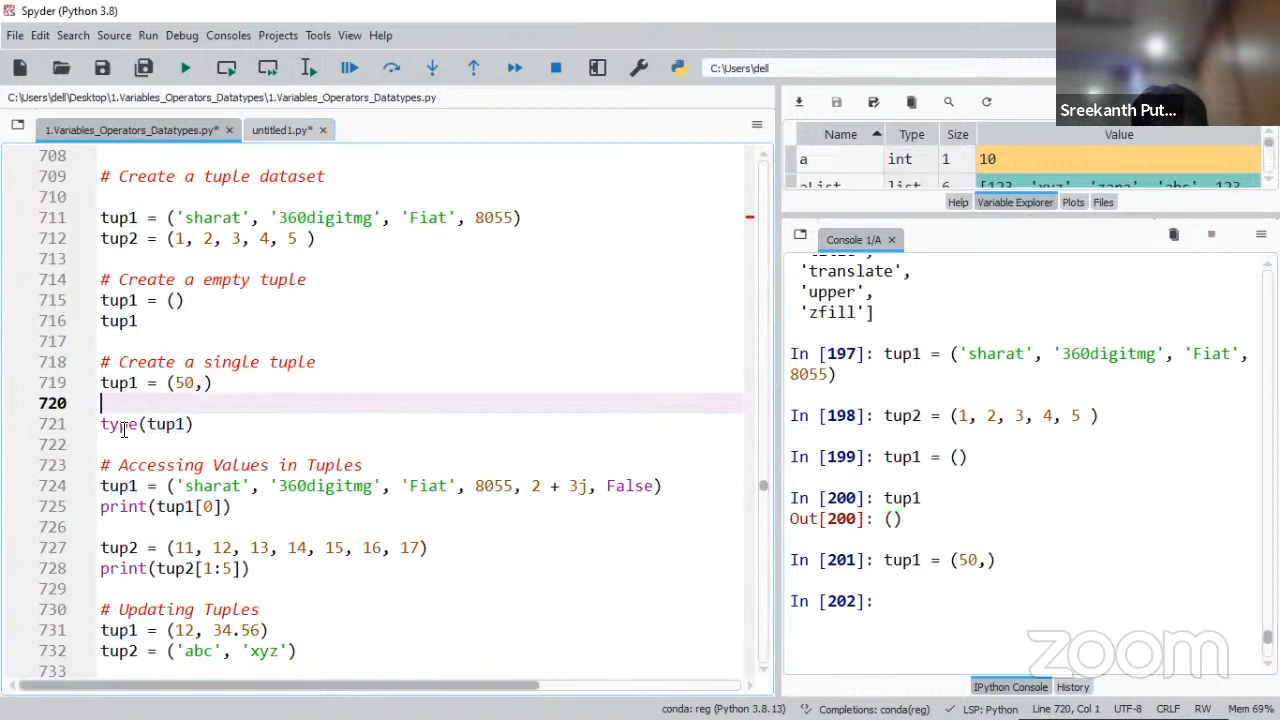 Spyder (Python 3.8)
File Edit Search Source Run Debug Consoles Projects Tools View Help
C:\Users\dell
C:\Users\dell\Desktop\1.Variables_Operators_Datatypes\1.Variables_Operators_Datatypes.py
1.Variables_Operators_Datatypes.py* untitled1.py*
708
709 # Create a tuple dataset
710
711 tup1 = ('sharat', '360digitmg', 'Fiat', 8055)
712 tup2 = (1, 2, 3, 4, 5 )
713
714 # Create a empty tuple
715 tup1 = ()
716 tup1
717
718 # Create a single tuple
719 tup1 = (50,)
720
721 type(tup1)
722
723 # Accessing Values in Tuples
724 tup1 = ('sharat', '360digitmg', 'Fiat', 8055, 2 + 3j, False)
725 print(tup1[0])
726
727 tup2 = (11, 12, 13, 14, 15, 16, 17)
728 print(tup2[1:5])
729
730 # Updating Tuples
731 tup1 = (12, 34.56)
732 tup2 = ('abc', 'xyz')
733
Sreekanth Put...
Name Type Size Value
a int 1 10
aList list 6 [123, 'xyz', 'zara', 'abc', 123
Help Variable Explorer Plots Files
Console 1/A
'translate',
'upper',
'zfill']
In [197]: tup1 = ('sharat', '360digitmg', 'Fiat',
8055)
In [198]: tup2 = (1, 2, 3, 4, 5 )
In [199]: tup1 = ()
In [200]: tup1
Out[200]: ()
In [201]: tup1 = (50,)
In [202]:
zoom
IPython Console History
conda: reg (Python 3.8.13) Completions: conda(reg) LSP: Python Line 720, Col 1 UTF-8 CRLF RW Mem 69%